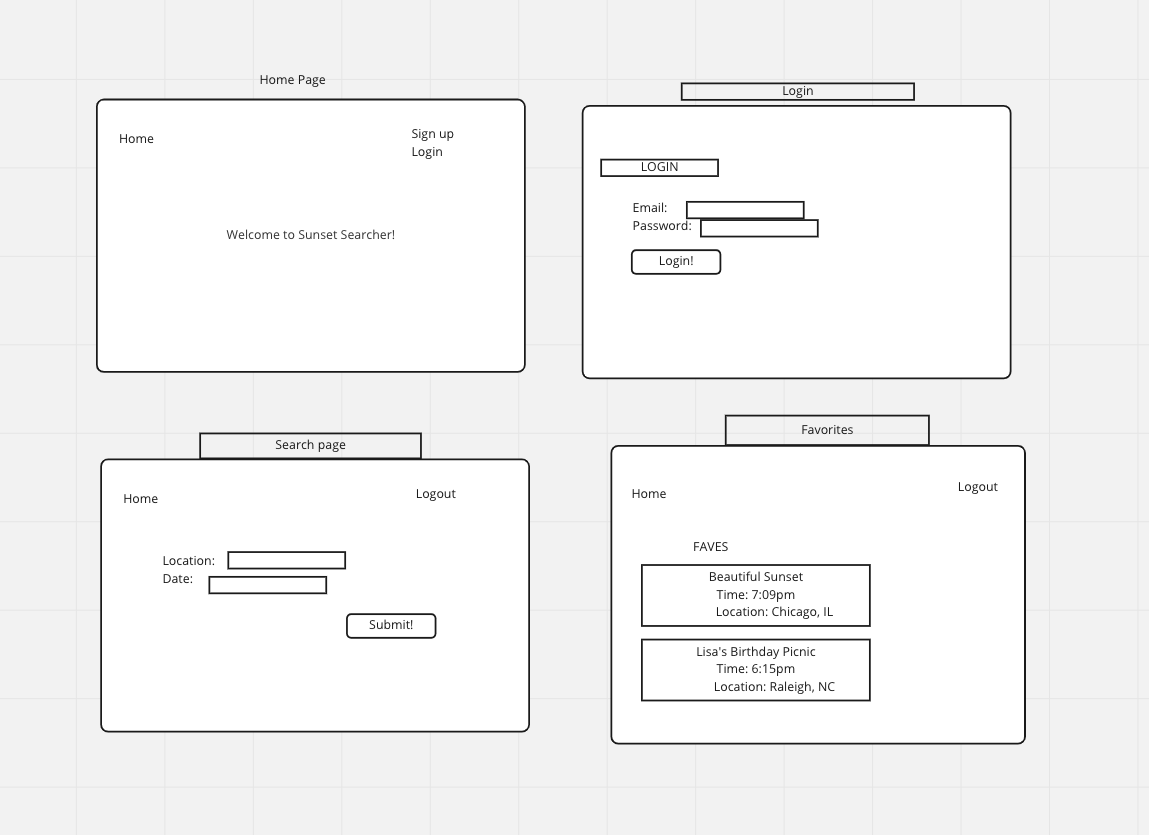 Home Page
Home
Sign up
Login
Welcome to Sunset Searcher!
Login
LOGIN
Email:
Password:
Login!
Search page
Home
Logout
Location:
Date:
Submit!
Favorites
Home
Logout
FAVES
Beautiful Sunset
Time: 7:09pm
Location: Chicago, IL
Lisa's Birthday Picnic
Time: 6:15pm
Location: Raleigh, NC